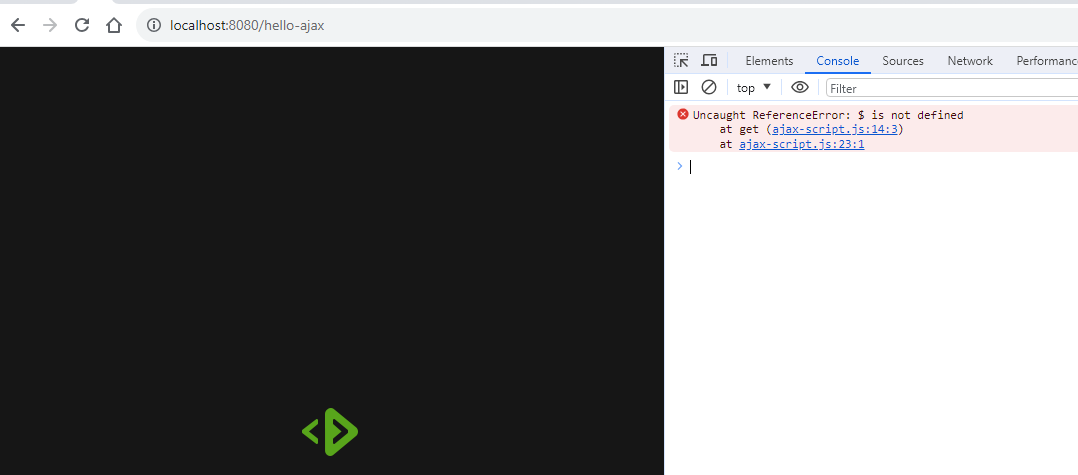 localhost:8080/hello-ajax
Elements Console Sources Network Performance
top Filter
Uncaught ReferenceError: $ is not defined
at get (ajax-script.js:14:3)
at ajax-script.js:23:1